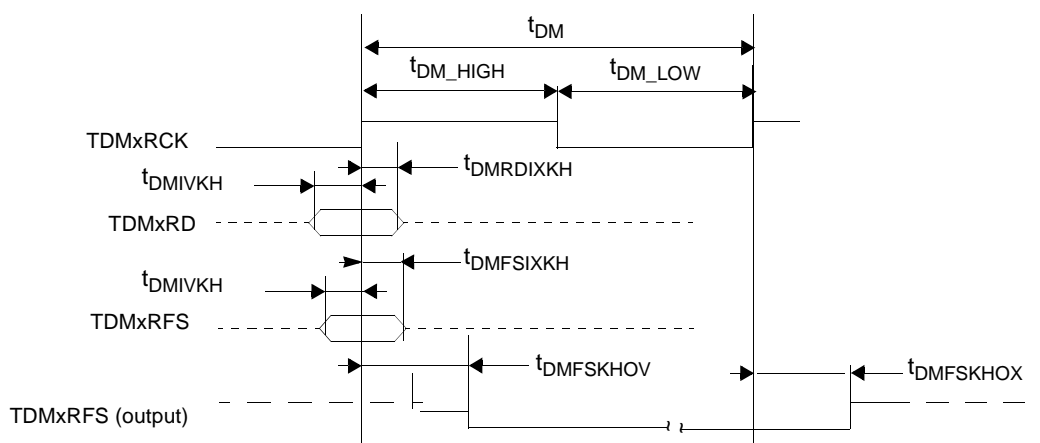 tDM
tDM_HIGH
tDM_LOW
TDMxRCK
tDMRDIXKH
tDMIVKH
TDMxRD
tDMFSIXKH
tDMIVKH
TDMxRFS
tDMFSKHOV
tDMFSKHOX
TDMxRFS (output)